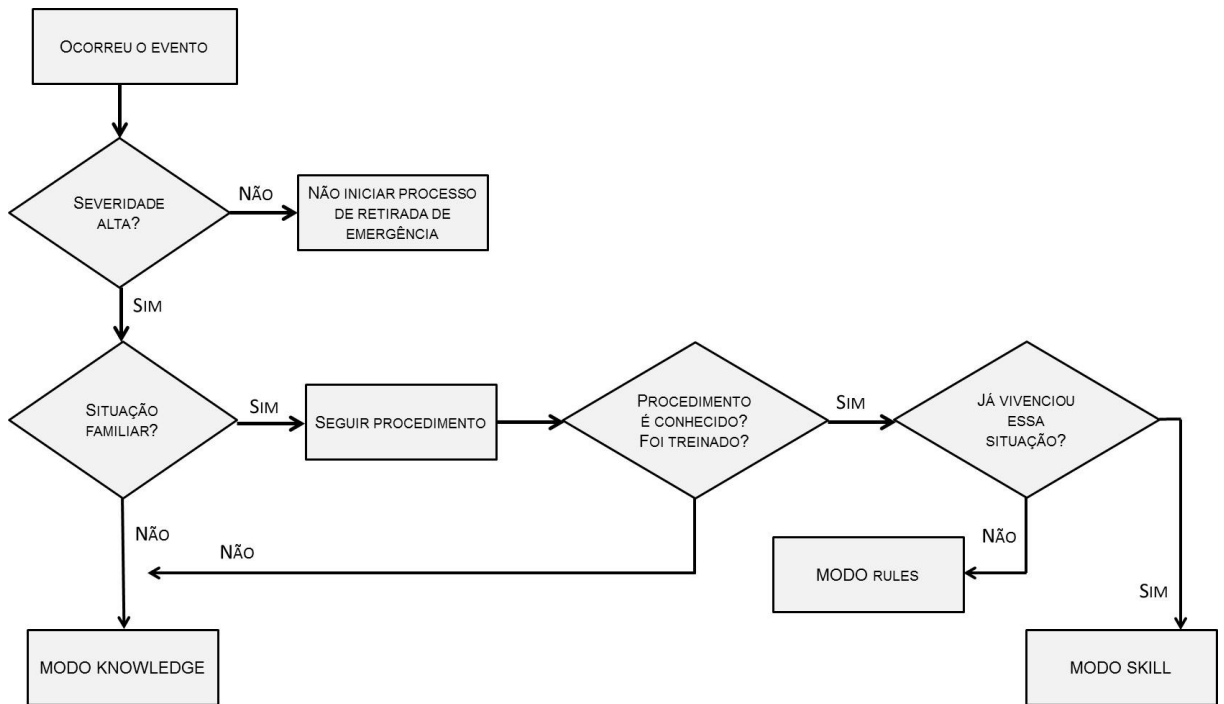 OCORREU O EVENTO
SEVERIDADE
ALTA?
NÃO
NÃO INICIAR PROCESSO
DE RETIRADA DE
EMERGÊNCIA
SIM
SITUAÇÃO
FAMILIAR?
SIM
SEGUIR PROCEDIMENTO
PROCEDIMENTO
É CONHECIDO?
FOI TREINADO?
SIM
JÁ VIVENCIOU
ESSA
SITUAÇÃO?
NÃO
NÃO
NÃO
MODO RULES
SIM
MODO KNOWLEDGE
MODO SKILL